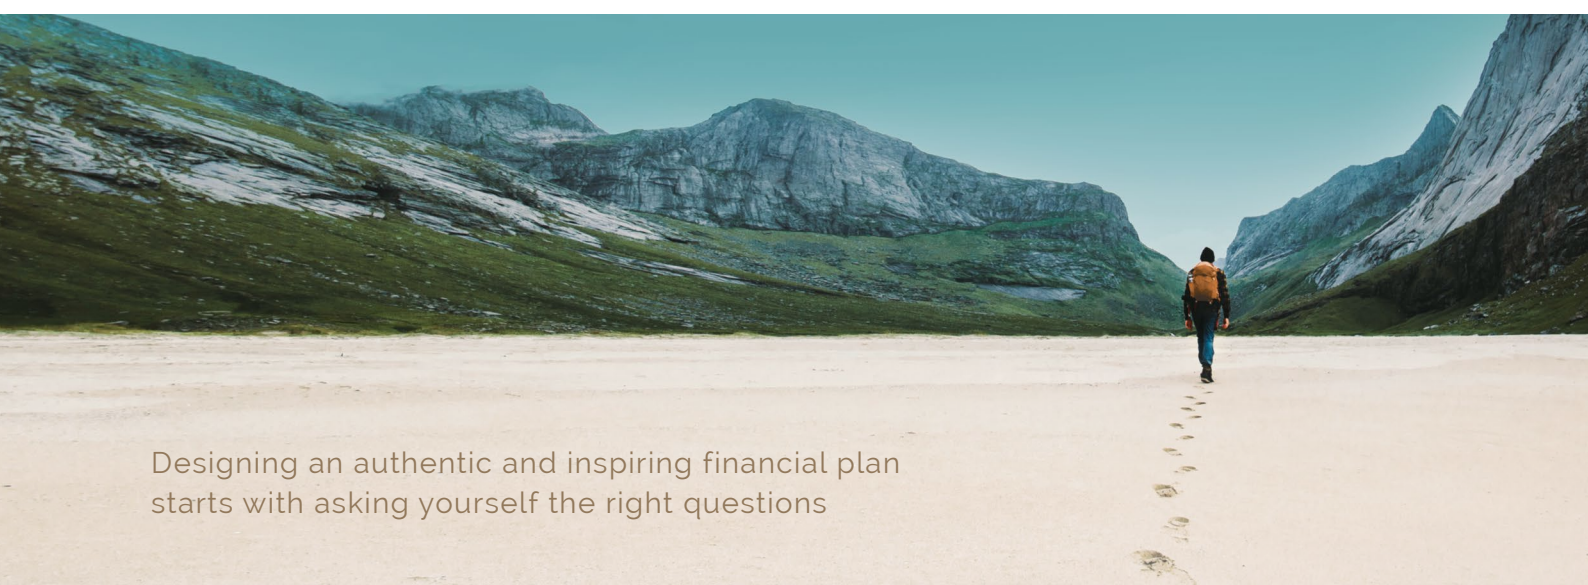 Designing an authentic and inspiring financial plan
starts with asking yourself the right questions